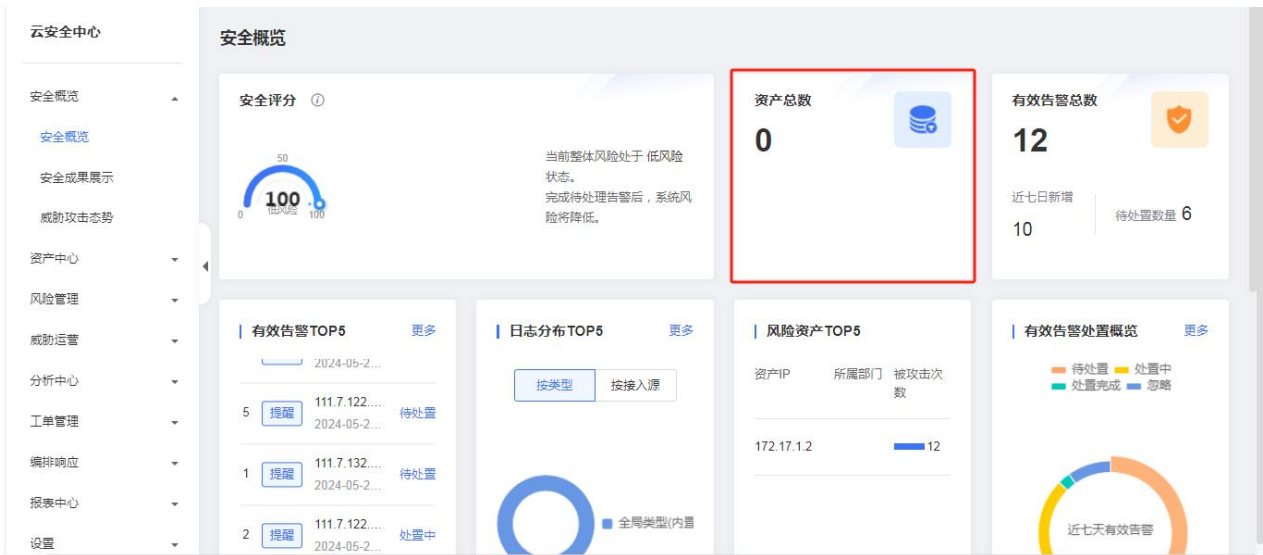 云安全中心
安全概览
安全概览
安全概览
安全成果展示
威胁攻击态势
资产中心
风险管理
威胁运营
分析中心
工单管理
编排响应
报表中心
设置
安全评分
50
100
低风险
0
100
当前整体风险处于 低风险
状态。
完成待处理告警后，系统风
险将降低。
资产总数
0
有效告警总数
12
近七日新增
10
待处置数量 6
有效告警TOP5
更多
2024-05-2...
5 提醒 111.7.122.... 待处置
2024-05-2...
1 提醒 111.7.132.... 待处置
2024-05-2...
2 提醒 111.7.122.... 处置中
2024-05-2...
日志分布TOP5
更多
按类型
按接入源
全局类型(内置
风险资产TOP5
资产IP 所属部门 被攻击次
数
172.17.1.2 12
有效告警处置概览
更多
待处置 处置中
处置完成 忽略
近七天有效告警